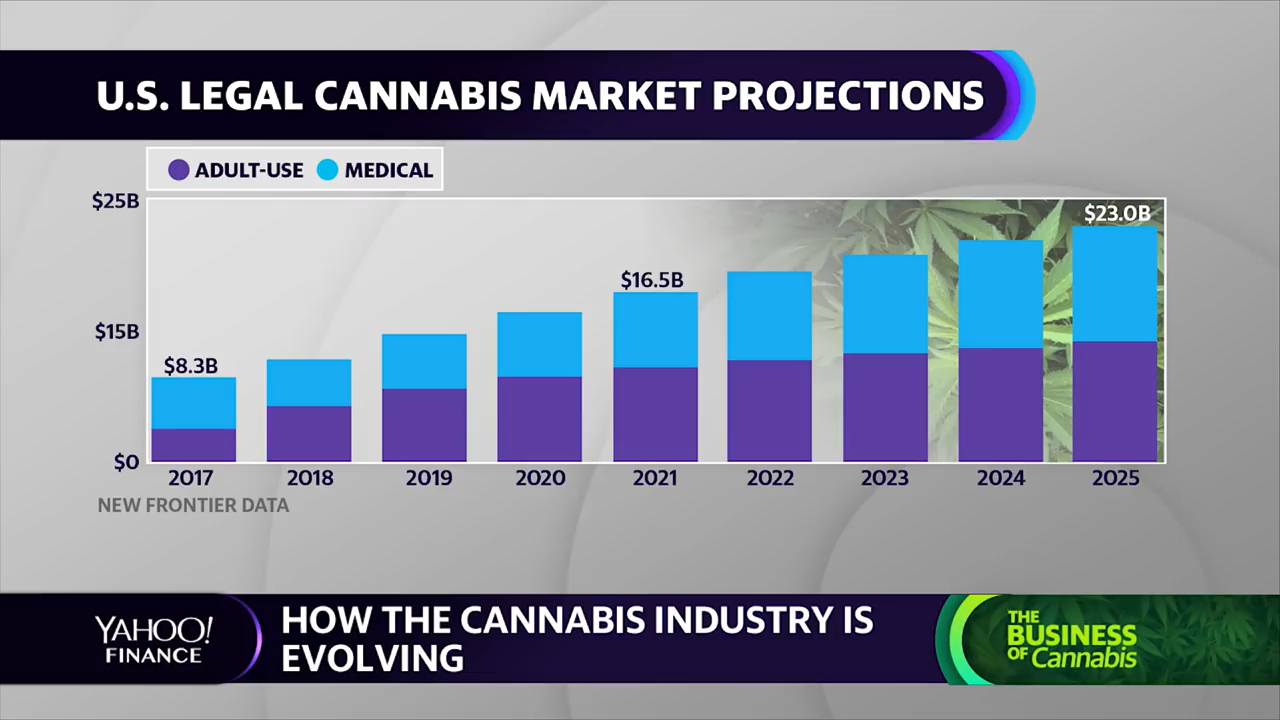 U.S. LEGAL CANNABIS MARKET PROJECTIONS
ADULT-USE MEDICAL
$25B
$23.0B
$16.5B
$15B
$8.3B
$0
2017 2018 2019 2020 2021 2022 2023 2024 2025
NEW FRONTIER DATA
YAHOO!
FINANCE
HOW THE CANNABIS INDUSTRY IS
EVOLVING
THE
BUSINESS
OF Cannabis